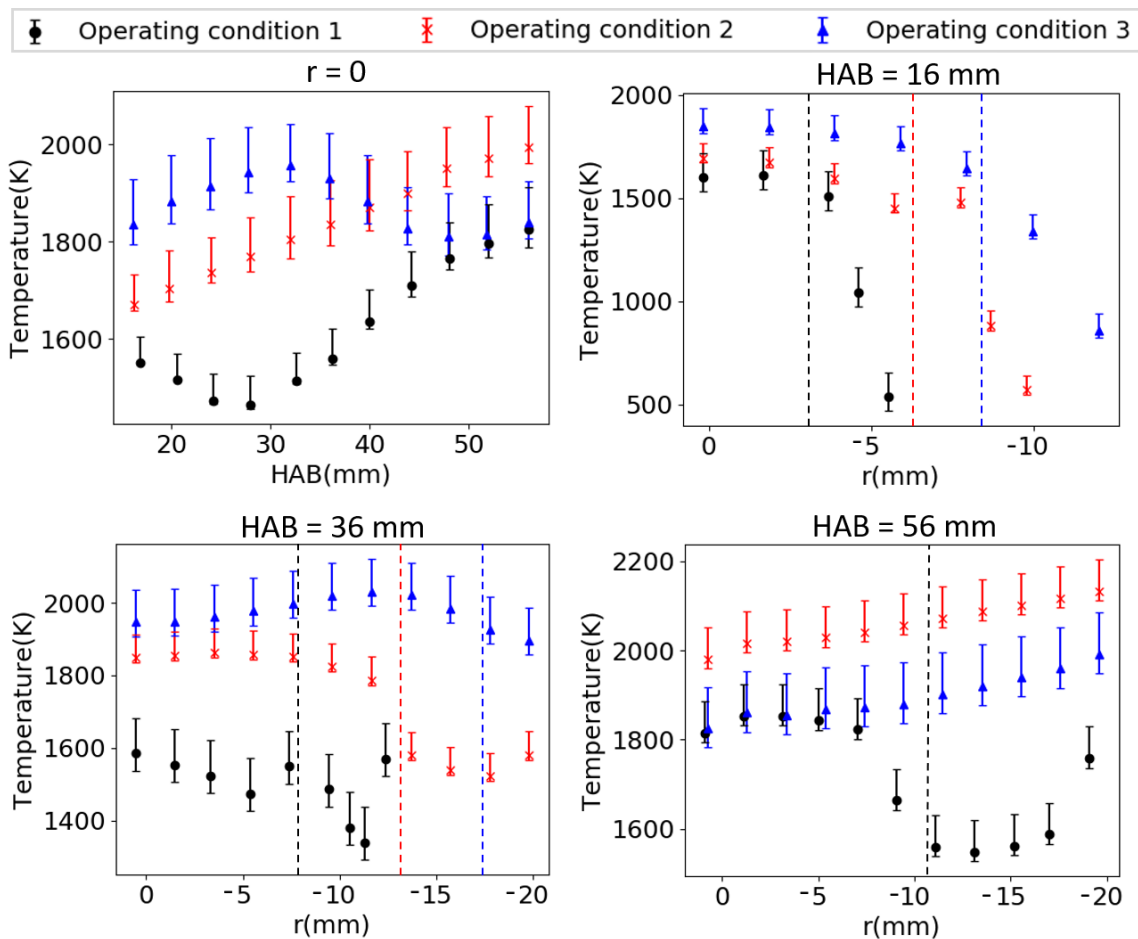 Operating condition 1 Operating condition 2 Operating condition 3
r = 0
Temperature(K)
2000
1800
1600
20 30 40 50
HAB(mm)
HAB = 16 mm
Temperature(K)
2000
1500
1000
500
0 -5 -10
r(mm)
HAB = 36 mm
Temperature(K)
2000
1800
1600
1400
0 -5 -10 -15 -20
r(mm)
HAB = 56 mm
Temperature(K)
2200
2000
1800
1600
0 -5 -10 -15 -20
r(mm)